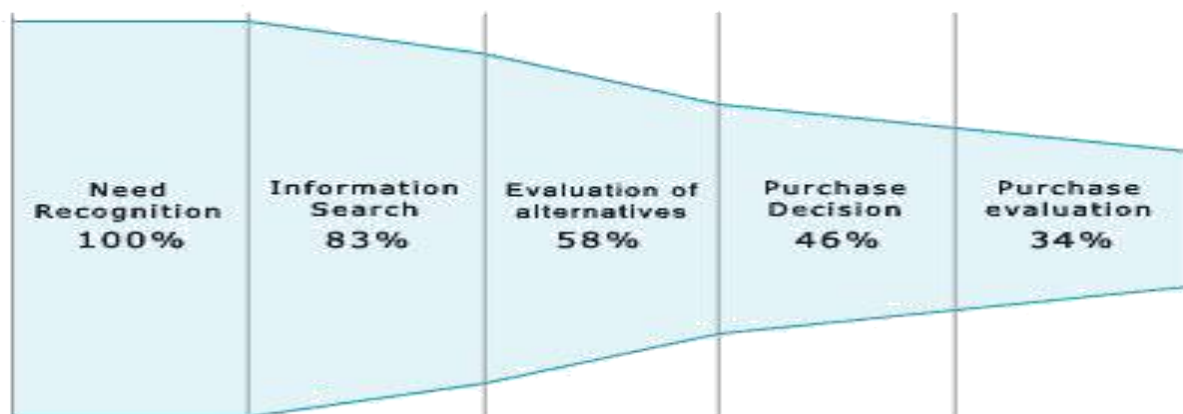 Need
Recognition
100%
Information
Search
83%
Evaluation of
alternatives
58%
Purchase
Decision
46%
Purchase
evaluation
34%